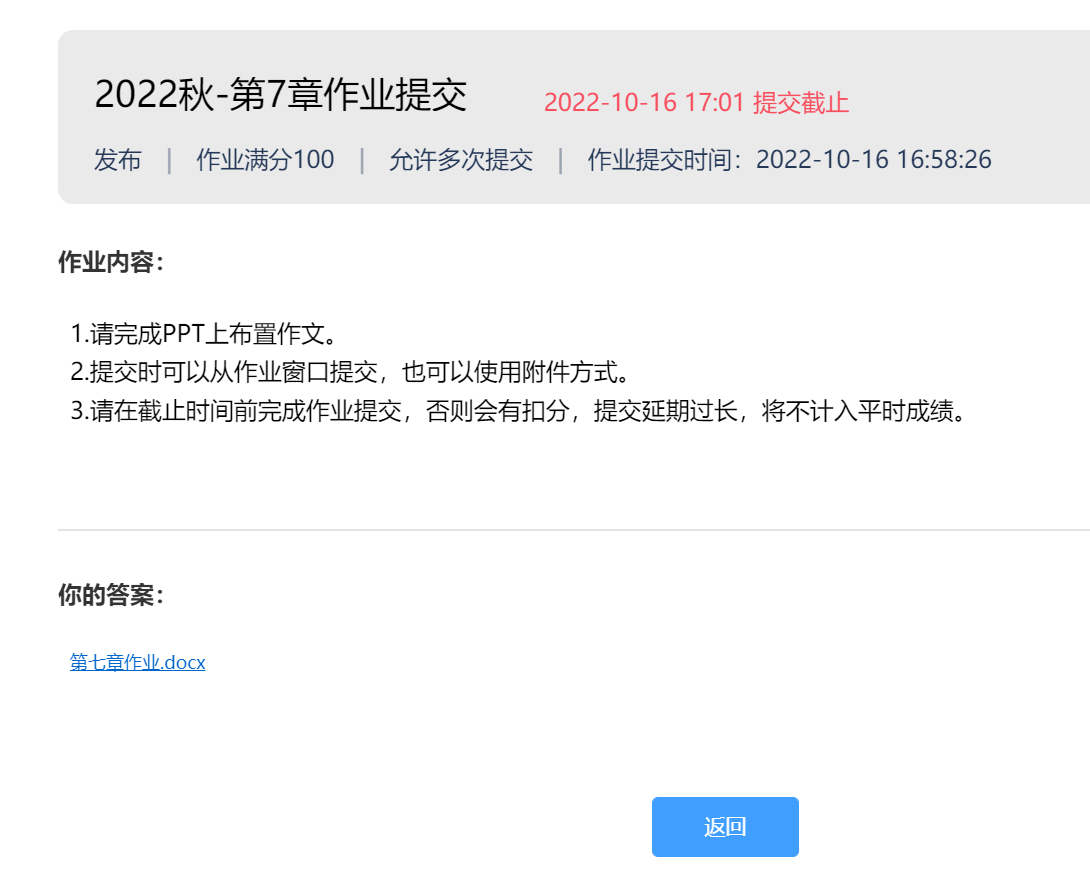 2022秋-第7章作业提交 2022-10-16 17:01 提交截止
发布 | 作业满分100 | 允许多次提交 | 作业提交时间：2022-10-16 16:58:26
作业内容：
1.请完成PPT上布置作文。
2.提交时可以从作业窗口提交，也可以使用附件方式。
3.请在截止时间前完成作业提交，否则会有扣分，提交延期过长，将不计入平时成绩。
你的答案：
第七章作业.docx
返回